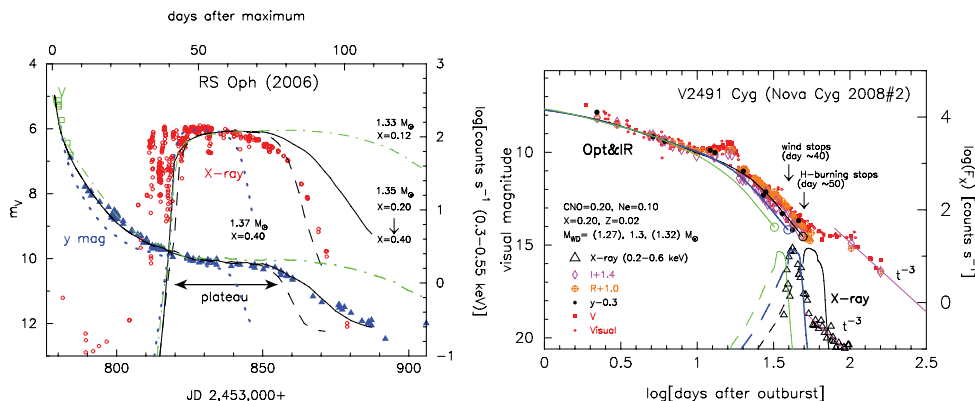 days after maximum
0 50 100
RS Oph (2006)
V
1.33 M⊙
X=0.12
X-ray
1.35 M⊙
X=0.20
X=0.40
1.37 M⊙
X=0.40
y mag
plateau
4
6
8
10
12
m_V
3
2
1
0
-1
log[counts s⁻¹ (0.3-0.55 keV)]
800 850 900
JD 2,453,000+
V2491 Cyg (Nova Cyg 2008#2)
Opt&IR
wind stops
(day ~40)
H-burning stops
(day ~50)
CNO=0.20, Ne=0.10
X=0.20, Z=0.02
M_WD= (1.27), 1.3, (1.32) M⊙
X-ray (0.2-0.6 keV)
I+1.4
R+1.0
y-0.3
V
Visual
X-ray
t⁻³
t⁻³
5
10
15
20
visual magnitude
4
2
0
log(F_X) [counts s⁻¹]
0 0.5 1 1.5 2 2.5
log[days after outburst]